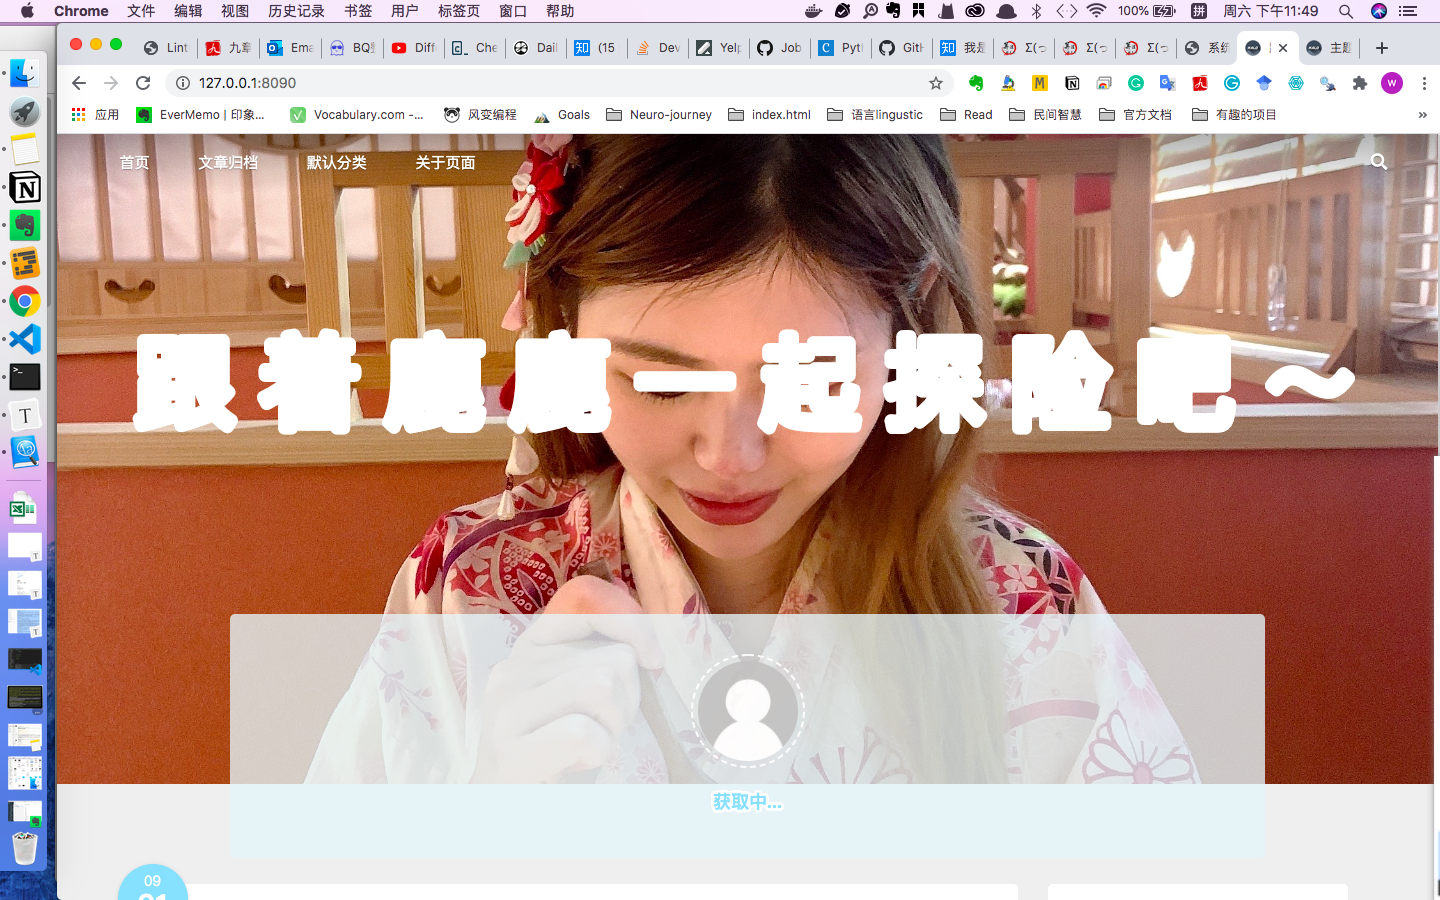 Chrome 文件 编辑 视图 历史记录 书签 用户 标签页 窗口 帮助 100% 拼 周六 下午11:49
Lint 九章 Ema BQ Diff Che Dail (15 Dev Yelp Job Pyt GitH 我是 Σ(っ Σ(っ Σ(っ 系统 主题
127.0.0.1:8090
应用 EverMemo | 印象... Vocabulary.com -... 风变编程 Goals Neuro-journey index.html 语言lingustic Read 民间智慧 官方文档 有趣的项目 »
首页 文章归档 默认分类 关于页面
跟着鹿鹿一起探险吧～
获取中...
09